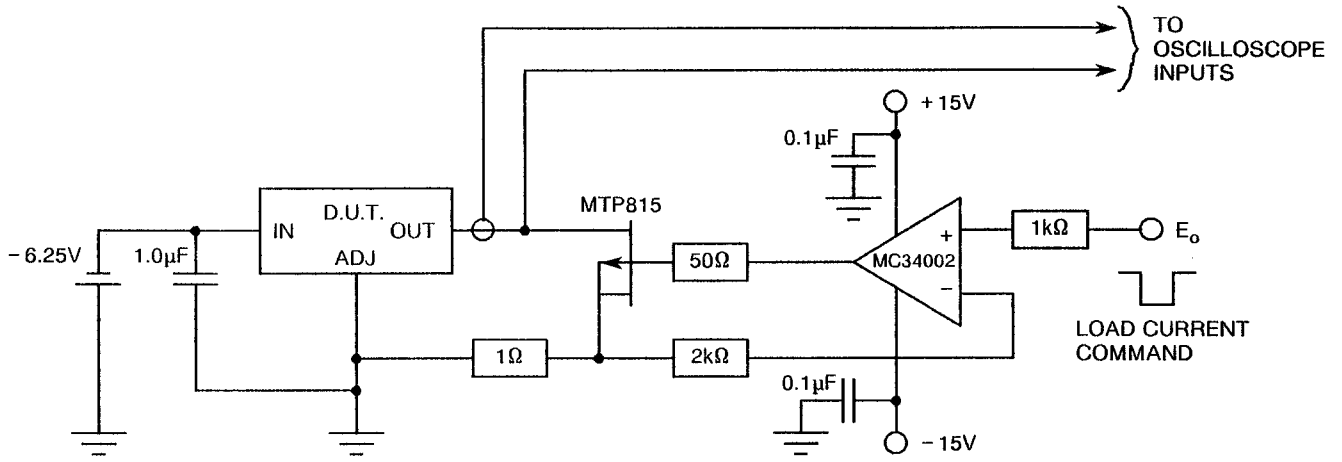 TO
OSCILLOSCOPE
INPUTS
+15V
0.1µF
MTP815
D.U.T.
IN
OUT
ADJ
-6.25V
1.0µF
50Ω
MC34002
+
−
1kΩ
Eo
LOAD CURRENT
COMMAND
1Ω
2kΩ
0.1µF
-15V